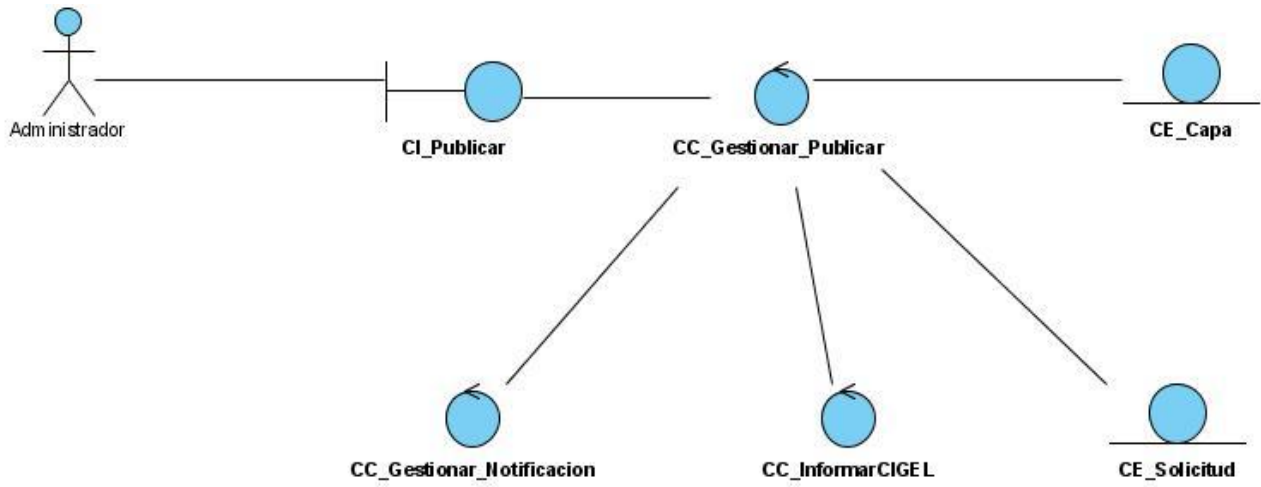 Administrador
CI_Publicar
CC_Gestionar_Publicar
CE_Capa
CC_Gestionar_Notificacion
CC_InformarCIGEL
CE_Solicitud